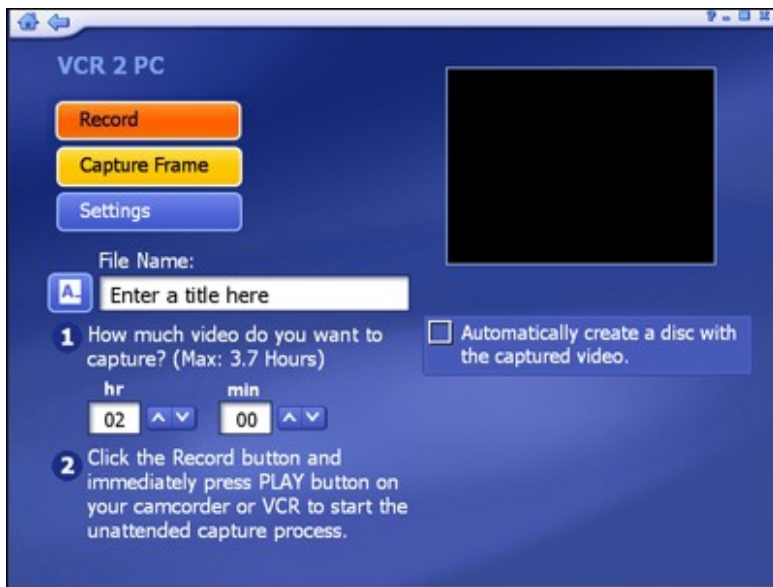 VCR 2 PC
Record
Capture Frame
Settings
File Name:
A..
Enter a title here
1 How much video do you want to
capture? (Max: 3.7 Hours)
hr min
02 00
2 Click the Record button and
immediately press PLAY button on
your camcorder or VCR to start the
unattended capture process.
Automatically create a disc with
the captured video.